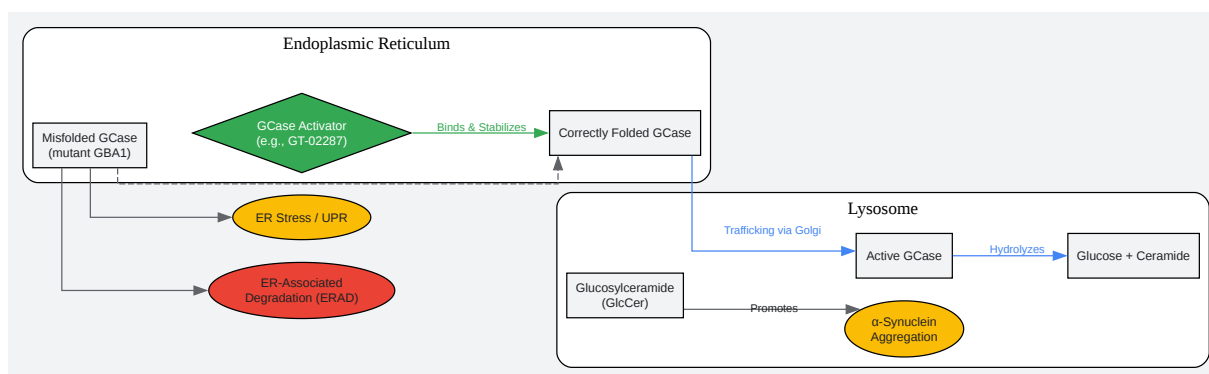 Endoplasmic Reticulum
Misfolded GCase
(mutant GBA1)
GCase Activator
(e.g., GT-02287)
Binds & Stabilizes
Correctly Folded GCase
ER Stress / UPR
ER-Associated
Degradation (ERAD)
Lysosome
Trafficking via Golgi
Active GCase
Hydrolyzes
Glucose + Ceramide
Glucosylceramide
(GlcCer)
Promotes
α-Synuclein
Aggregation